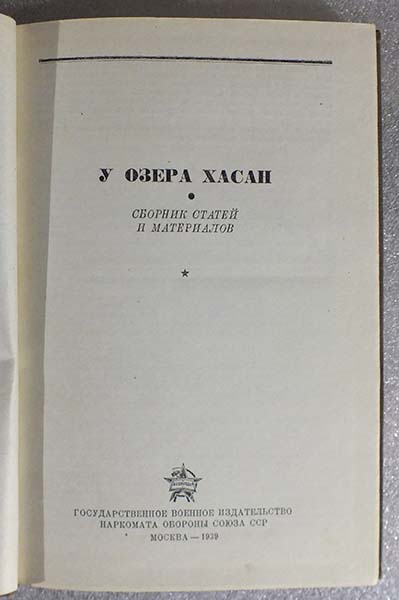 У ОЗЕРА ХАСАН
СБОРНИК СТАТЕЙ
И МАТЕРИАЛОВ
ГОСУДАРСТВЕННОЕ ВОЕННОЕ ИЗДАТЕЛЬСТВО
НАРКОМАТА ОБОРОНЫ СОЮЗА ССР
МОСКВА — 1939